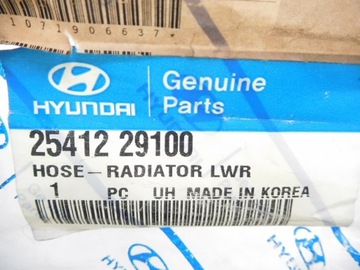 *1071906637*
HYUNDAI
Genuine
Parts
25412 29100
HOSE-RADIATOR LWR
1 PC UH MADE IN KOREA